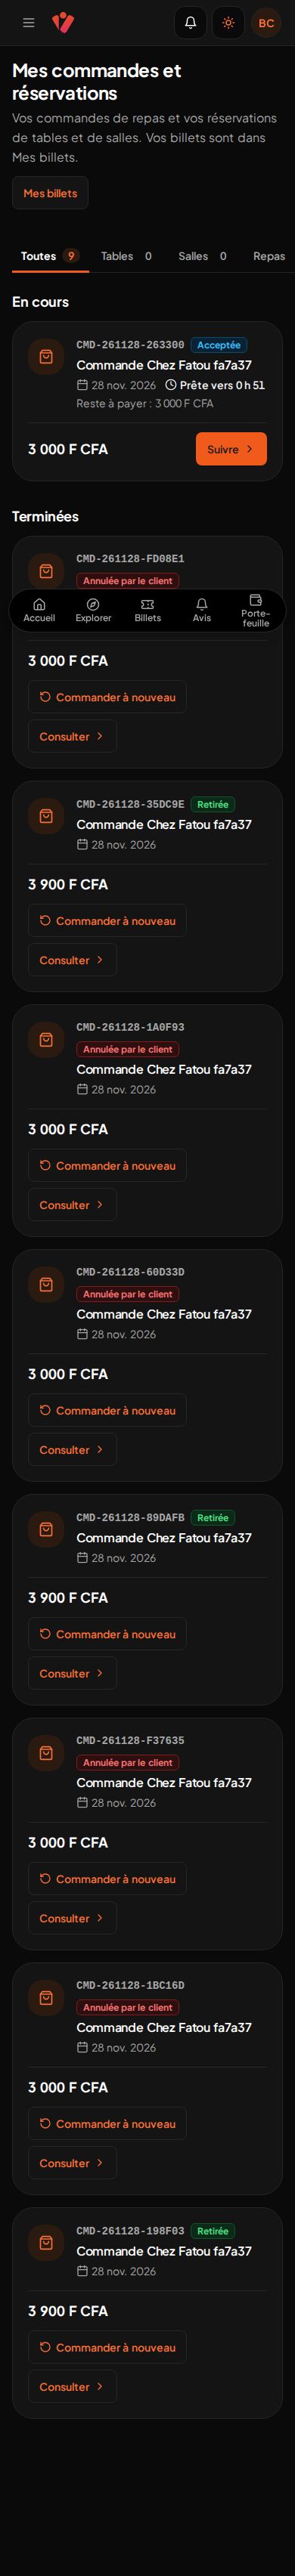 BC
Mes commandes et
réservations
Vos commandes de repas et vos réservations
de tables et de salles. Vos billets sont dans
Mes billets.
Mes billets
Toutes 9 Tables 0 Salles 0 Repas
En cours
CMD-261128-263300 Acceptée
Commande Chez Fatou fa7a37
28 nov. 2026 Prête vers 0 h 51
Reste à payer : 3 000 F CFA
3 000 F CFA Suivre
Terminées
CMD-261128-FD08E1
Annulée par le client
Accueil Explorer Billets Avis Porte-
feuille
3 000 F CFA
Commander à nouveau
Consulter
CMD-261128-35DC9E Retirée
Commande Chez Fatou fa7a37
28 nov. 2026
3 900 F CFA
Commander à nouveau
Consulter
CMD-261128-1A0F93
Annulée par le client
Commande Chez Fatou fa7a37
28 nov. 2026
3 000 F CFA
Commander à nouveau
Consulter
CMD-261128-60D33D
Annulée par le client
Commande Chez Fatou fa7a37
28 nov. 2026
3 000 F CFA
Commander à nouveau
Consulter
CMD-261128-89DAFB Retirée
Commande Chez Fatou fa7a37
28 nov. 2026
3 900 F CFA
Commander à nouveau
Consulter
CMD-261128-F37635
Annulée par le client
Commande Chez Fatou fa7a37
28 nov. 2026
3 000 F CFA
Commander à nouveau
Consulter
CMD-261128-1BC16D
Annulée par le client
Commande Chez Fatou fa7a37
28 nov. 2026
3 000 F CFA
Commander à nouveau
Consulter
CMD-261128-198F03 Retirée
Commande Chez Fatou fa7a37
28 nov. 2026
3 900 F CFA
Commander à nouveau
Consulter